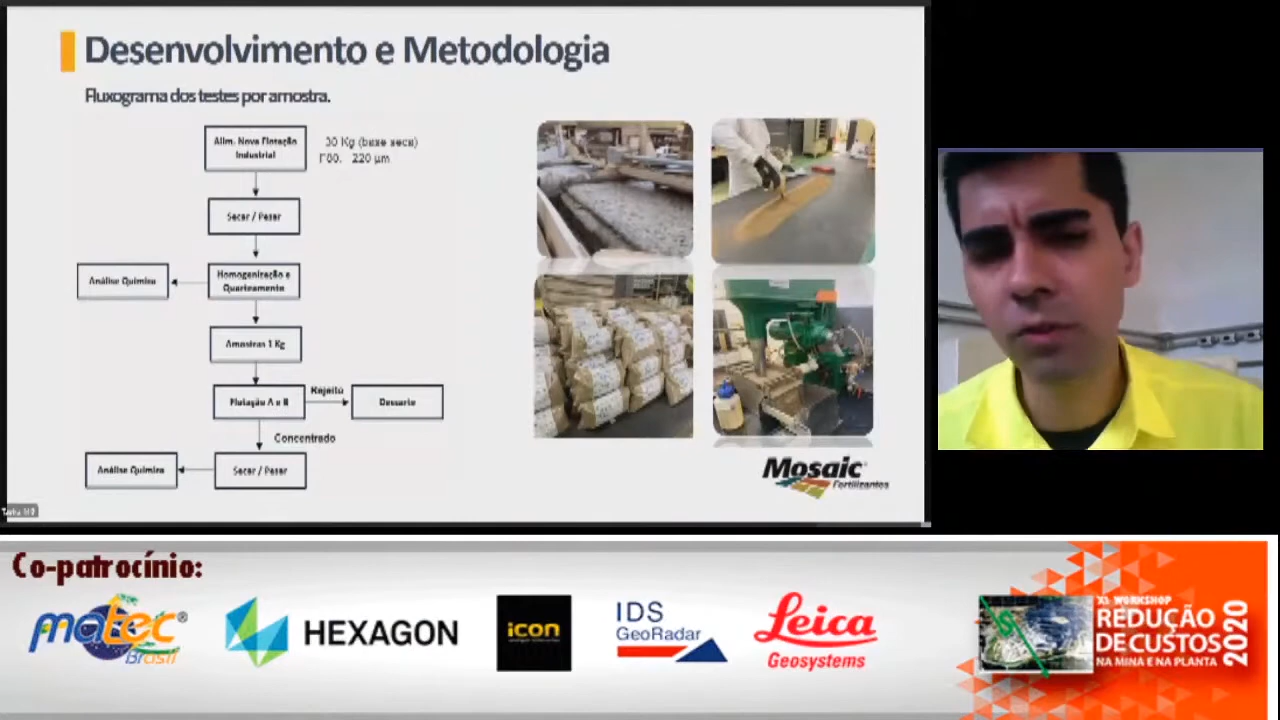 Desenvolvimento e Metodologia
Fluxograma dos testes por amostra.
Alim. Nova Flotação
Industrial
30 Kg (base seca)
220 µm
Secar / Pesar
Homogenização e
Quarteamento
Análise Química
Amostras 1 Kg
Flotação A e B
Rejeito
Descarte
Concentrado
Secar / Pesar
Análise Química
Mosaic
Fertilizantes
Co-patrocínio:
matec®
Brasil
HEXAGON
icon
IDS
GeoRadar
Leica
Geosystems
XI WORKSHOP
REDUÇÃO
DE CUSTOS
NA MINA E NA PLANTA
2020